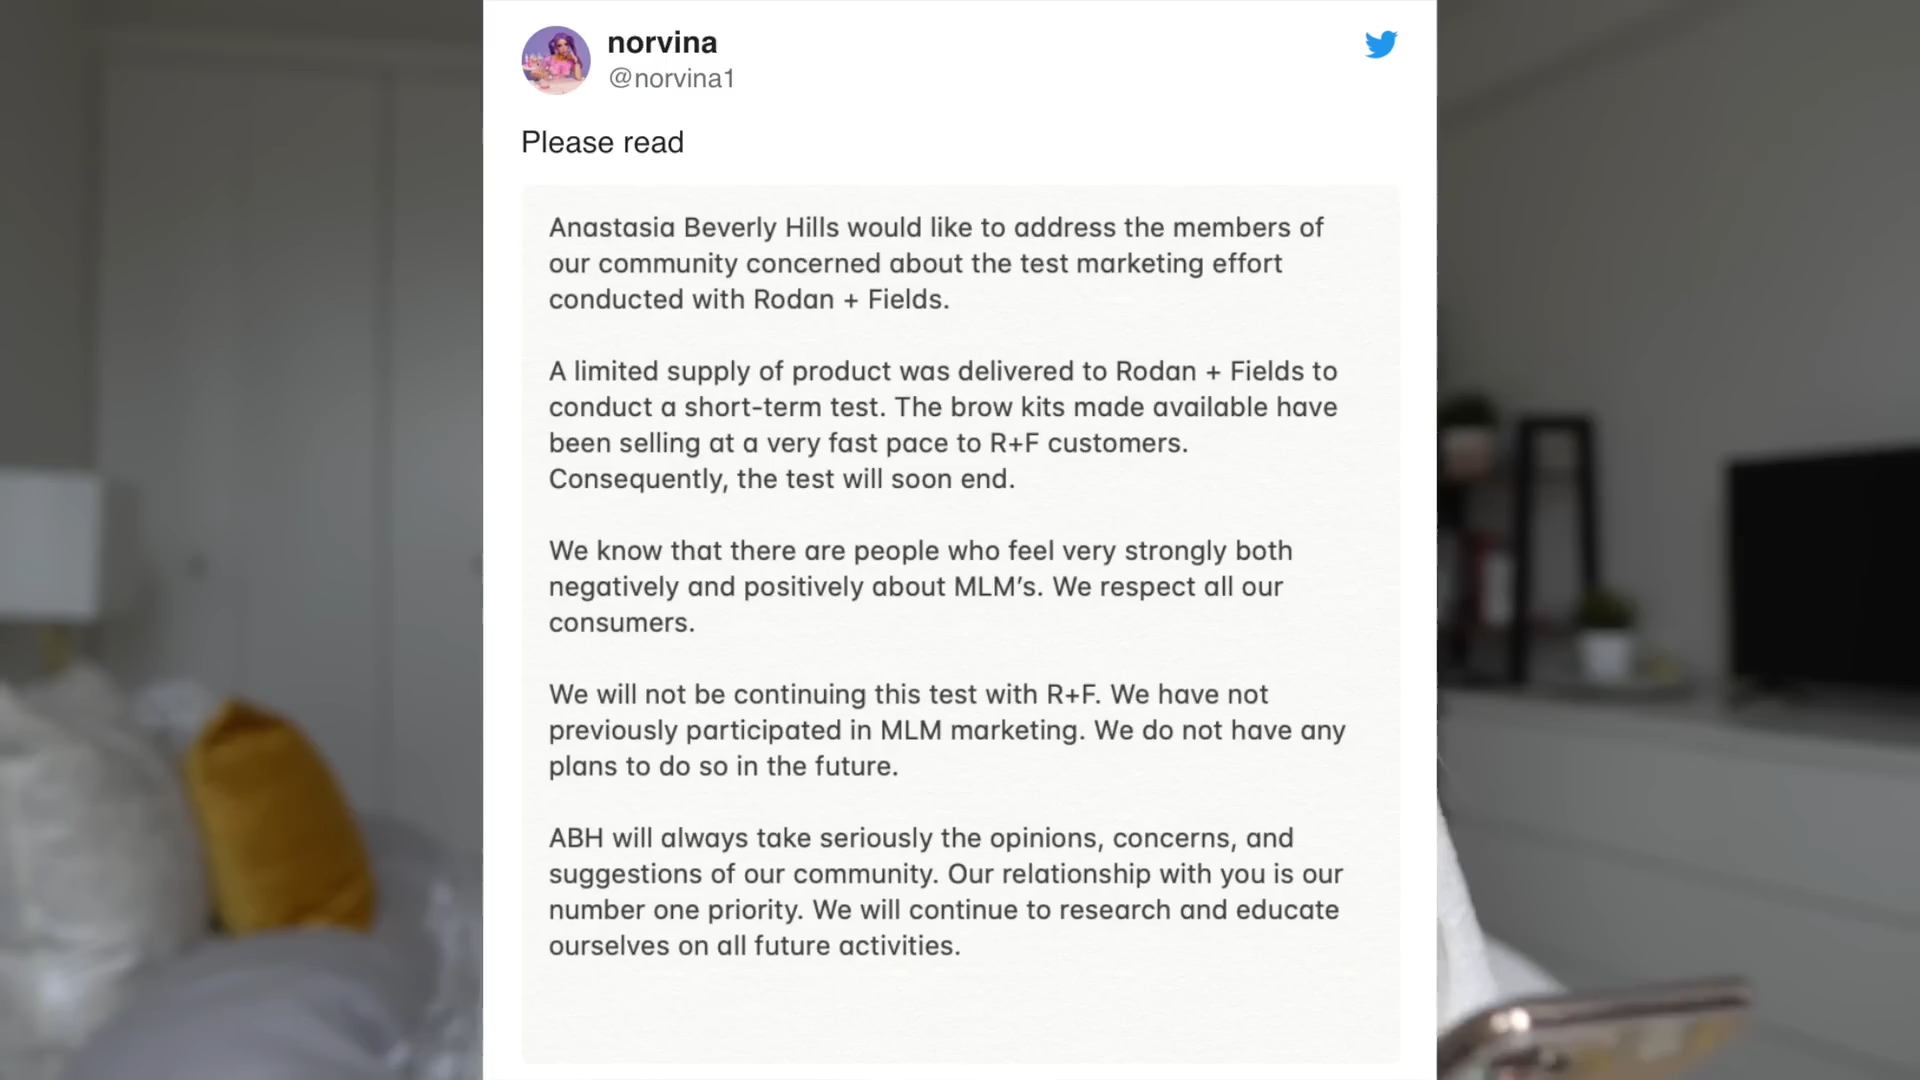 norvina
@norvina1
Please read
Anastasia Beverly Hills would like to address the members of
our community concerned about the test marketing effort
conducted with Rodan + Fields.
A limited supply of product was delivered to Rodan + Fields to
conduct a short-term test. The brow kits made available have
been selling at a very fast pace to R+F customers.
Consequently, the test will soon end.
We know that there are people who feel very strongly both
negatively and positively about MLM's. We respect all our
consumers.
We will not be continuing this test with R+F. We have not
previously participated in MLM marketing. We do not have any
plans to do so in the future.
ABH will always take seriously the opinions, concerns, and
suggestions of our community. Our relationship with you is our
number one priority. We will continue to research and educate
ourselves on all future activities.